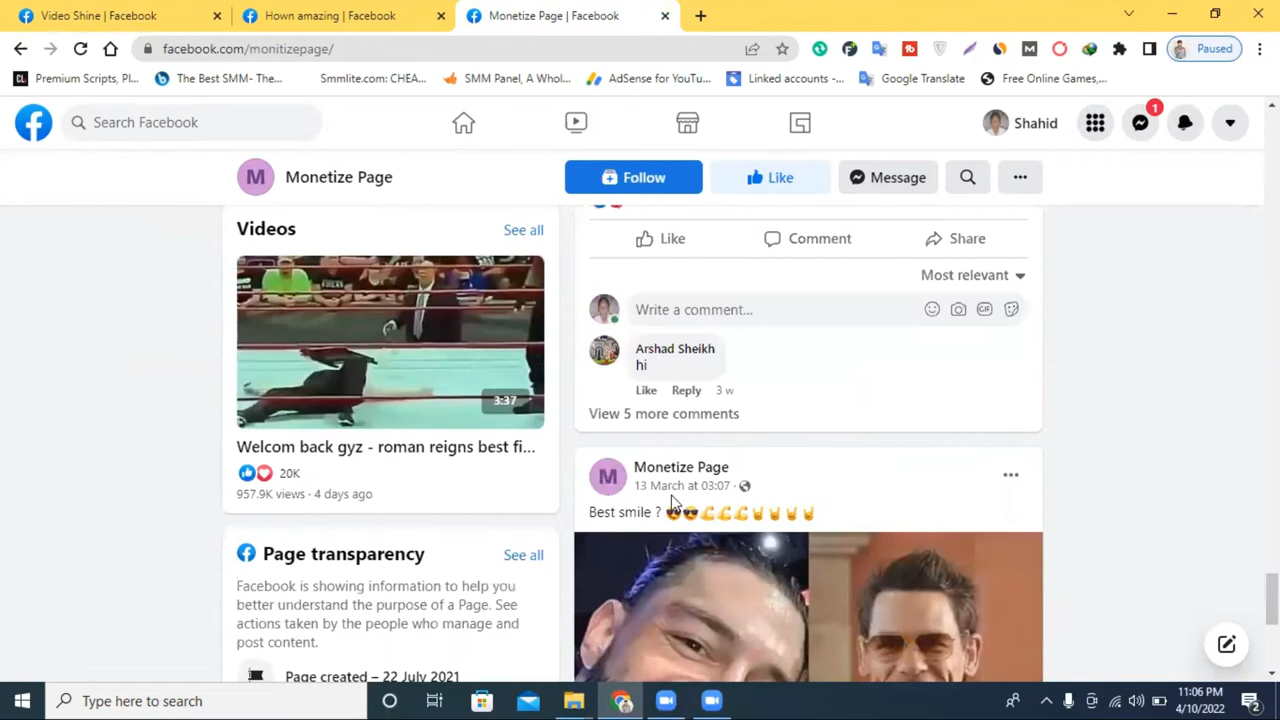 Video Shine | Facebook
Hown amazing | Facebook
Monetize Page | Facebook
facebook.com/monitizepage/
Paused
CL Premium Scripts, Pl...
The Best SMM- The...
Smmlite.com: CHEA...
SMM Panel, A Whol...
AdSense for YouTu...
Linked accounts -...
Google Translate
Free Online Games,...
Search Facebook
Shahid
1
M Monetize Page
Follow
Like
Message
Videos
See all
3:37
Welcom back gyz - roman reigns best fi...
20K
957.9K views · 4 days ago
Page transparency
See all
Facebook is showing information to help you
better understand the purpose of a Page. See
actions taken by the people who manage and
post content.
Page created – 22 July 2021
Like
Comment
Share
Most relevant
Write a comment...
GIF
Arshad Sheikh
hi
Like Reply 3 w
View 5 more comments
M Monetize Page
13 March at 03:07 ·
Best smile ? 😎😎💪💪💪🤘🤘🤘🤘
Type here to search
11:06 PM
4/10/2022
2